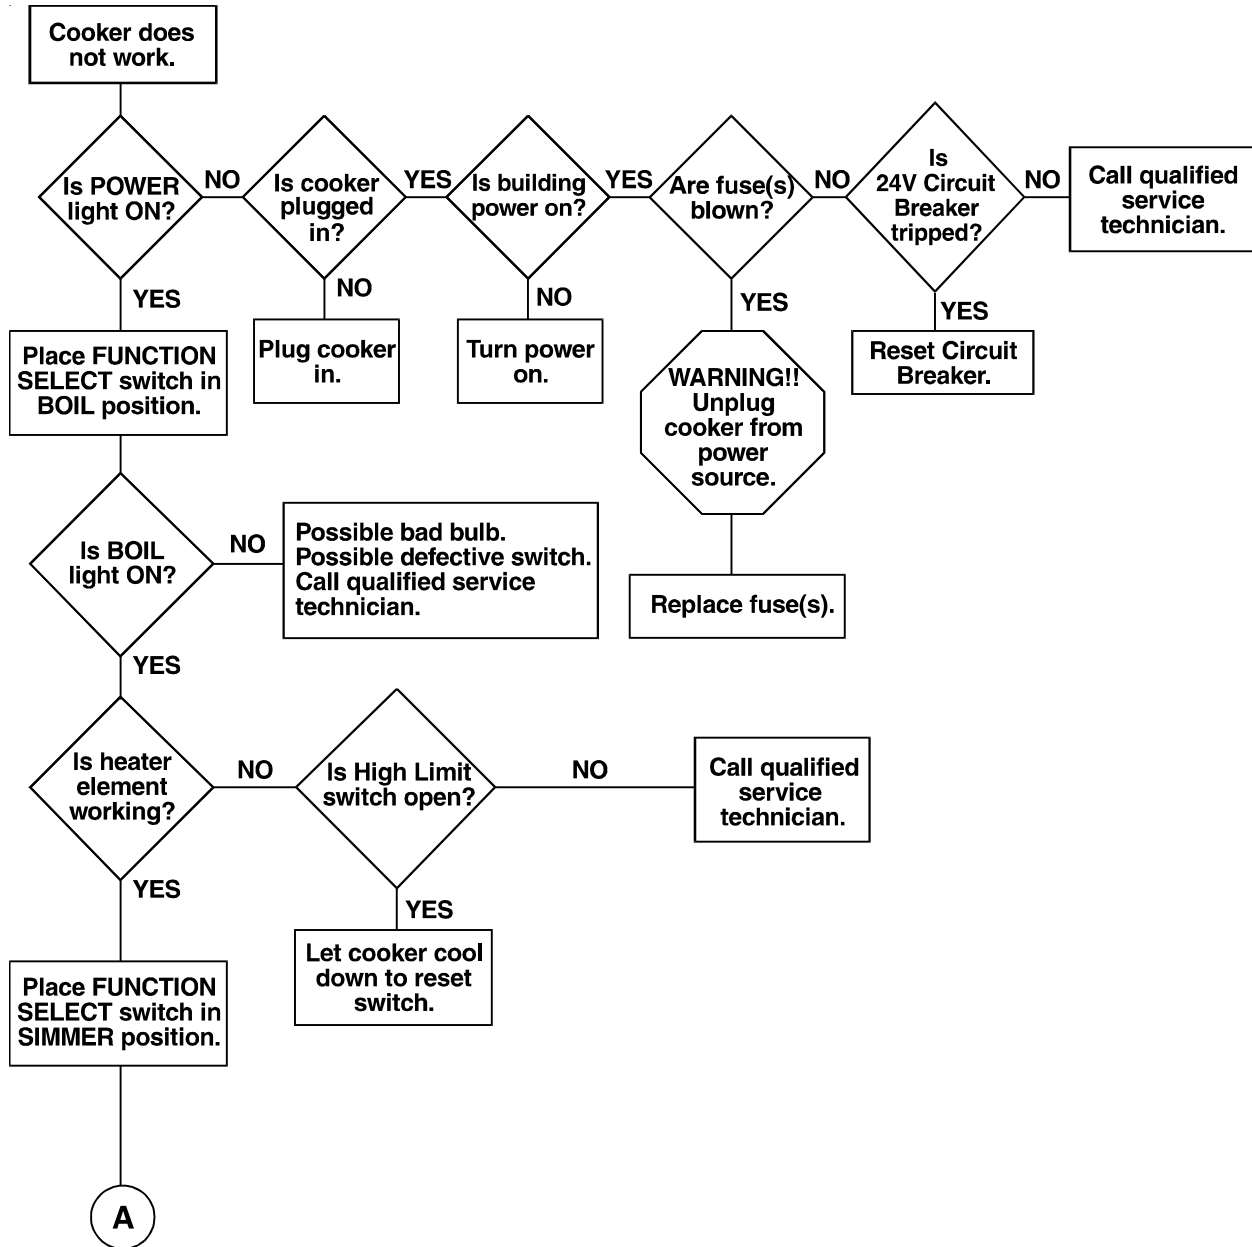 Cooker does
not work.
Is POWER
light ON?
NO
Is cooker
plugged
in?
YES
Is building
power on?
YES
Are fuse(s)
blown?
NO
Is
24V Circuit
Breaker
tripped?
NO
Call qualified
service
technician.
YES
NO
NO
YES
YES
Place FUNCTION
SELECT switch in
BOIL position.
Plug cooker
in.
Turn power
on.
WARNING!!
Unplug
cooker from
power
source.
Reset Circuit
Breaker.
Is BOIL
light ON?
NO
Possible bad bulb.
Possible defective switch.
Call qualified service
technician.
Replace fuse(s).
YES
Is heater
element
working?
NO
Is High Limit
switch open?
NO
Call qualified
service
technician.
YES
YES
Place FUNCTION
SELECT switch in
SIMMER position.
Let cooker cool
down to reset
switch.
A